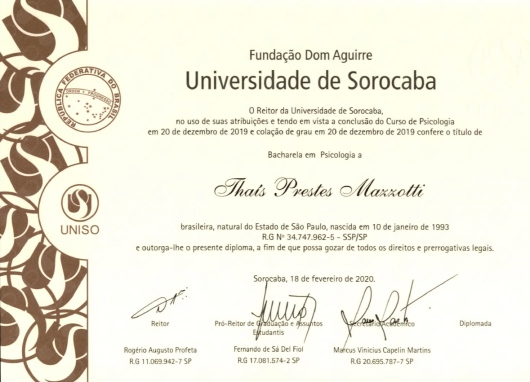 Fundação Dom Aguirre
Universidade de Sorocaba
O Reitor da Universidade de Sorocaba,
no uso de suas atribuições e tendo em vista a conclusão do Curso de Psicologia
em 20 de dezembro de 2019 e colação de grau em 20 de dezembro de 2019 confere o título de
Bacharela em Psicologia a
Thaís Prestes Mazzotti
brasileira, natural do Estado de São Paulo, nascida em 10 de janeiro de 1993
R.G Nº 34.747.962-5 - SSP/SP
e outorga-lhe o presente diploma, a fim de que possa gozar de todos os direitos e prerrogativas legais.
REPÚBLICA FEDERATIVA DO BRASIL
UNISO
Sorocaba, 18 de fevereiro de 2020.
Reitor
Pró-Reitor de Graduação e Assuntos
Estudantis
Secretário Acadêmico
Diplomada
Rogério Augusto Profeta
Fernando de Sá Del Fiol
Marcus Vinicius Capelin Martins
R.G 11.069.942-7 SP
R.G 17.081.574-2 SP
R.G 20.695.787-7 SP